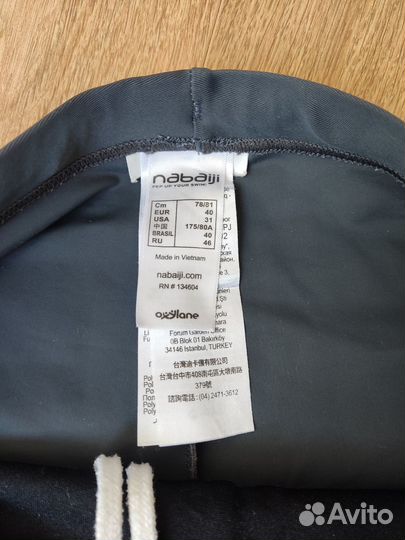 nabaiji
PEP UP YOUR SWIM!
Cm 78/81
EUR 40
USA 31
中国 175/80A
BRASIL 40
RU 46
Made in Vietnam
nabaiji.com
RN # 134604
oxylane
Forum Garden Office
0B Blok 01 Bakırköy
34146 Istanbul, TURKEY
台灣迪卡儂有限公司
台灣台中市408南屯區大墩南路
379號
諮詢電話：(04) 2471-3612
Avito